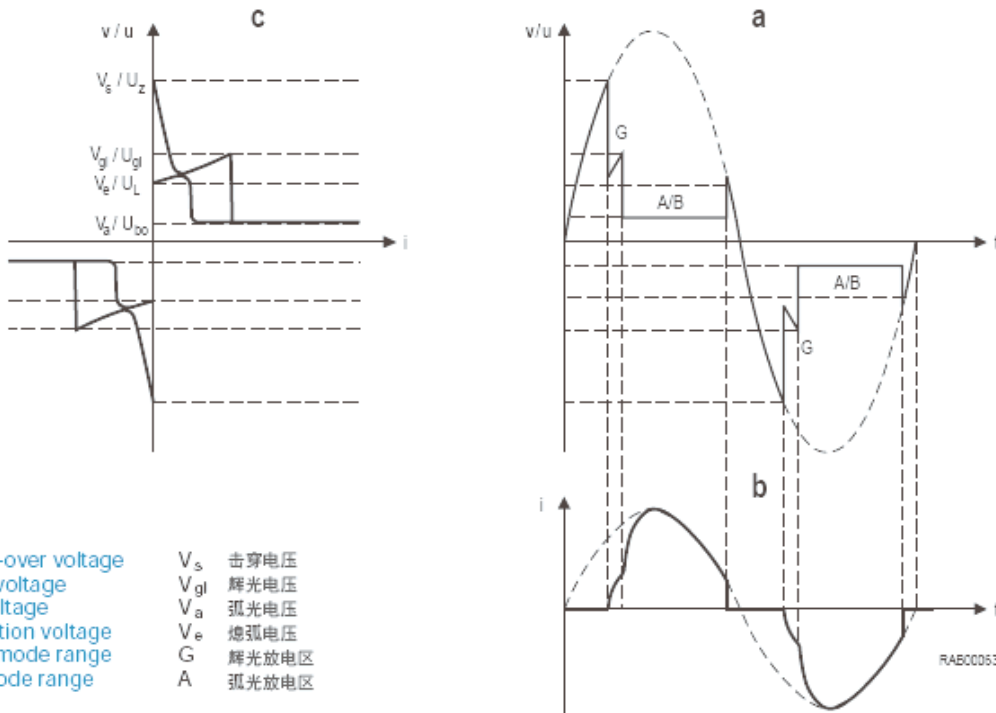 c
v / u
Vs / Uz
Vgl / Ugl
Ve / UL
Va / Ubo
i
a
v/u
G
A/B
t
A/B
G
b
i
t
RAB00063
-over voltage Vs 击穿电压
voltage Vgl 辉光电压
ltage Va 弧光电压
tion voltage Ve 熄弧电压
mode range G 辉光放电区
ode range A 弧光放电区